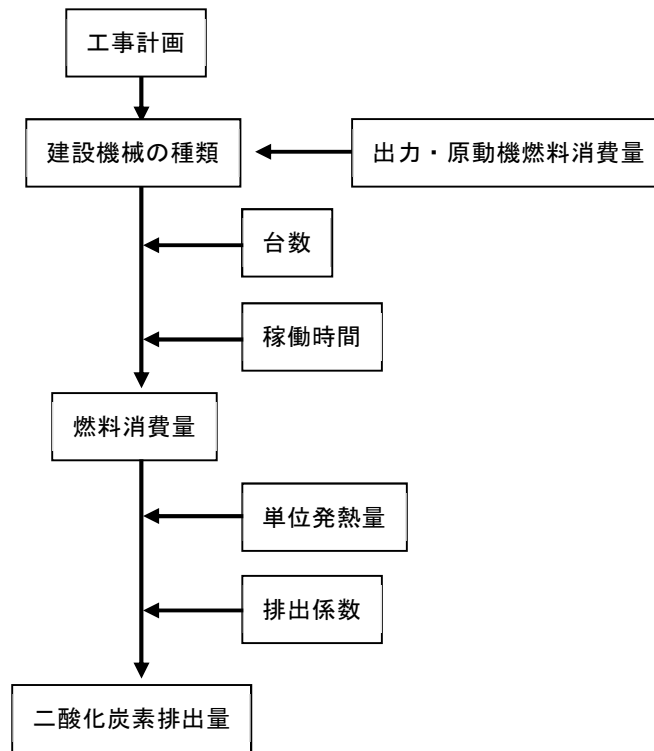 工事計画
建設機械の種類
出力・原動機燃料消費量
台数
稼働時間
燃料消費量
単位発熱量
排出係数
二酸化炭素排出量